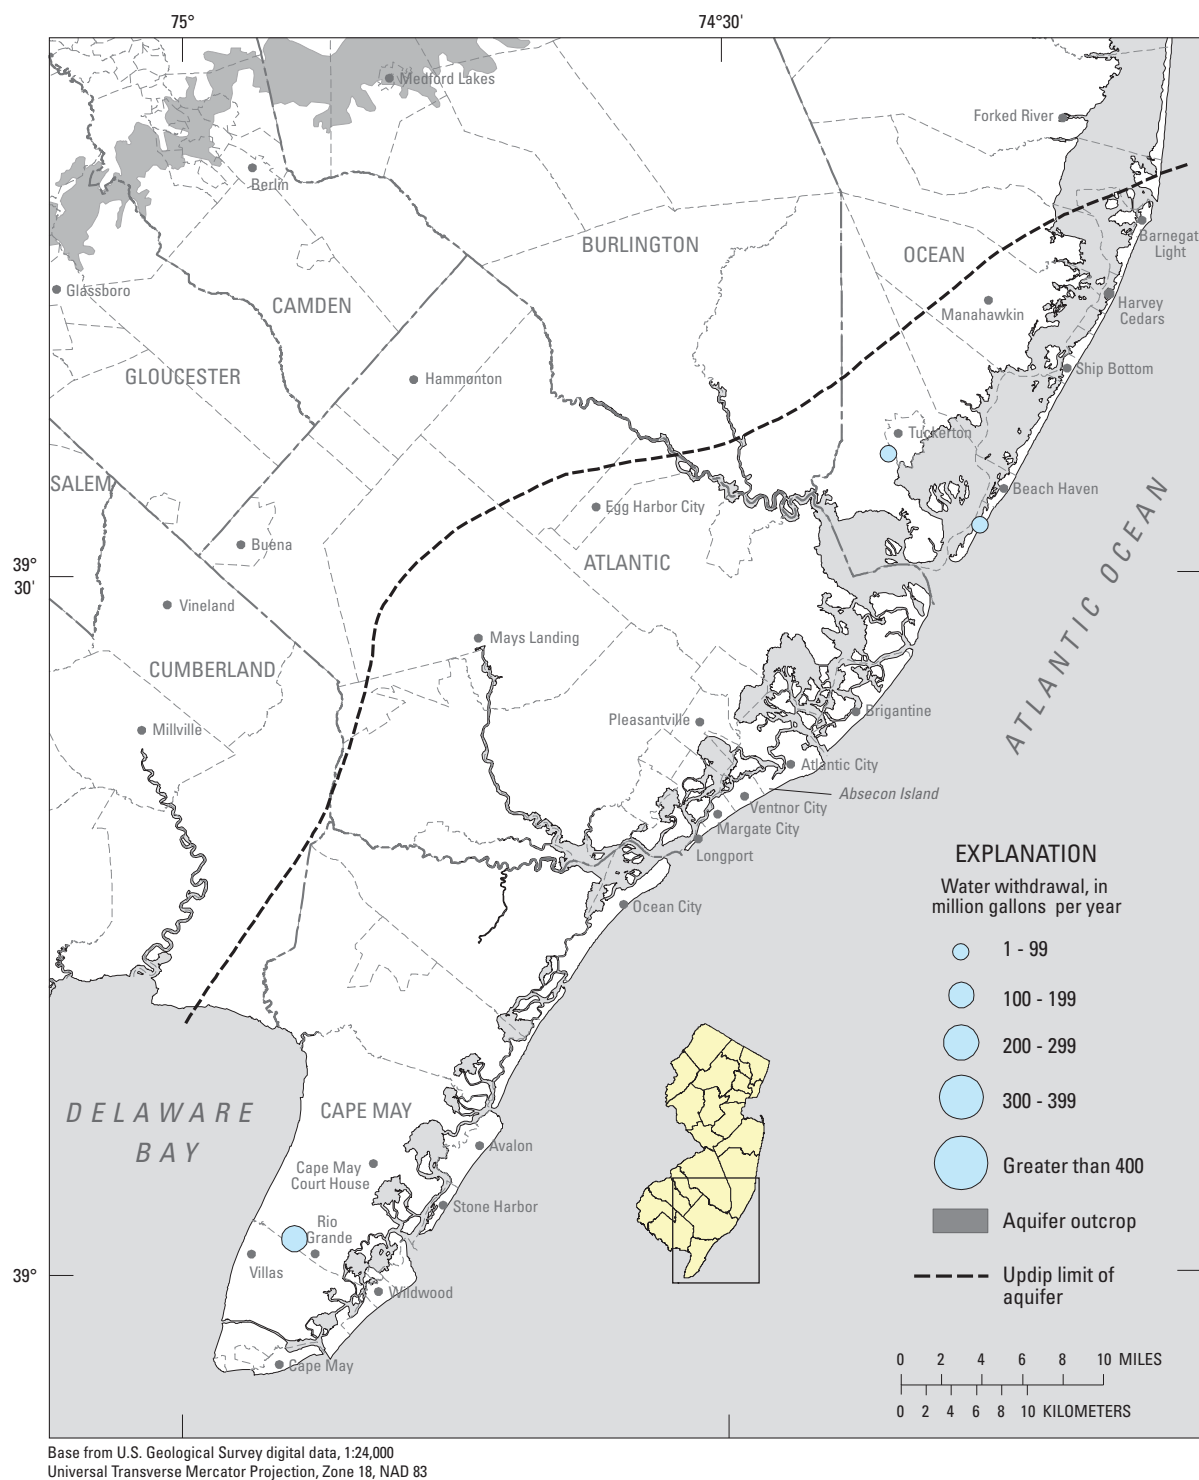 75°
74°30'
Medford Lakes
Forked River
Berlin
Barnegat
Light
BURLINGTON
OCEAN
Glassboro
CAMDEN
Manahawkin
Harvey
Cedars
GLOUCESTER
Hammonton
Ship Bottom
Tuckerton
SALEM
Beach Haven
Egg Harbor City
Buena
ATLANTIC
39°
30'
Vineland
ATLANTIC OCEAN
Mays Landing
CUMBERLAND
Pleasantville
Brigantine
Millville
Atlantic City
Absecon Island
Ventnor City
Margate City
Longport
Ocean City
EXPLANATION
Water withdrawal, in
million gallons per year
1 - 99
100 - 199
200 - 299
300 - 399
Greater than 400
Aquifer outcrop
Updip limit of
aquifer
DELAWARE
BAY
CAPE MAY
Avalon
Cape May
Court House
Stone Harbor
Rio
Grande
Villas
39°
Wildwood
Cape May
0 2 4 6 8 10 MILES
0 2 4 6 8 10 KILOMETERS
Base from U.S. Geological Survey digital data, 1:24,000
Universal Transverse Mercator Projection, Zone 18, NAD 83